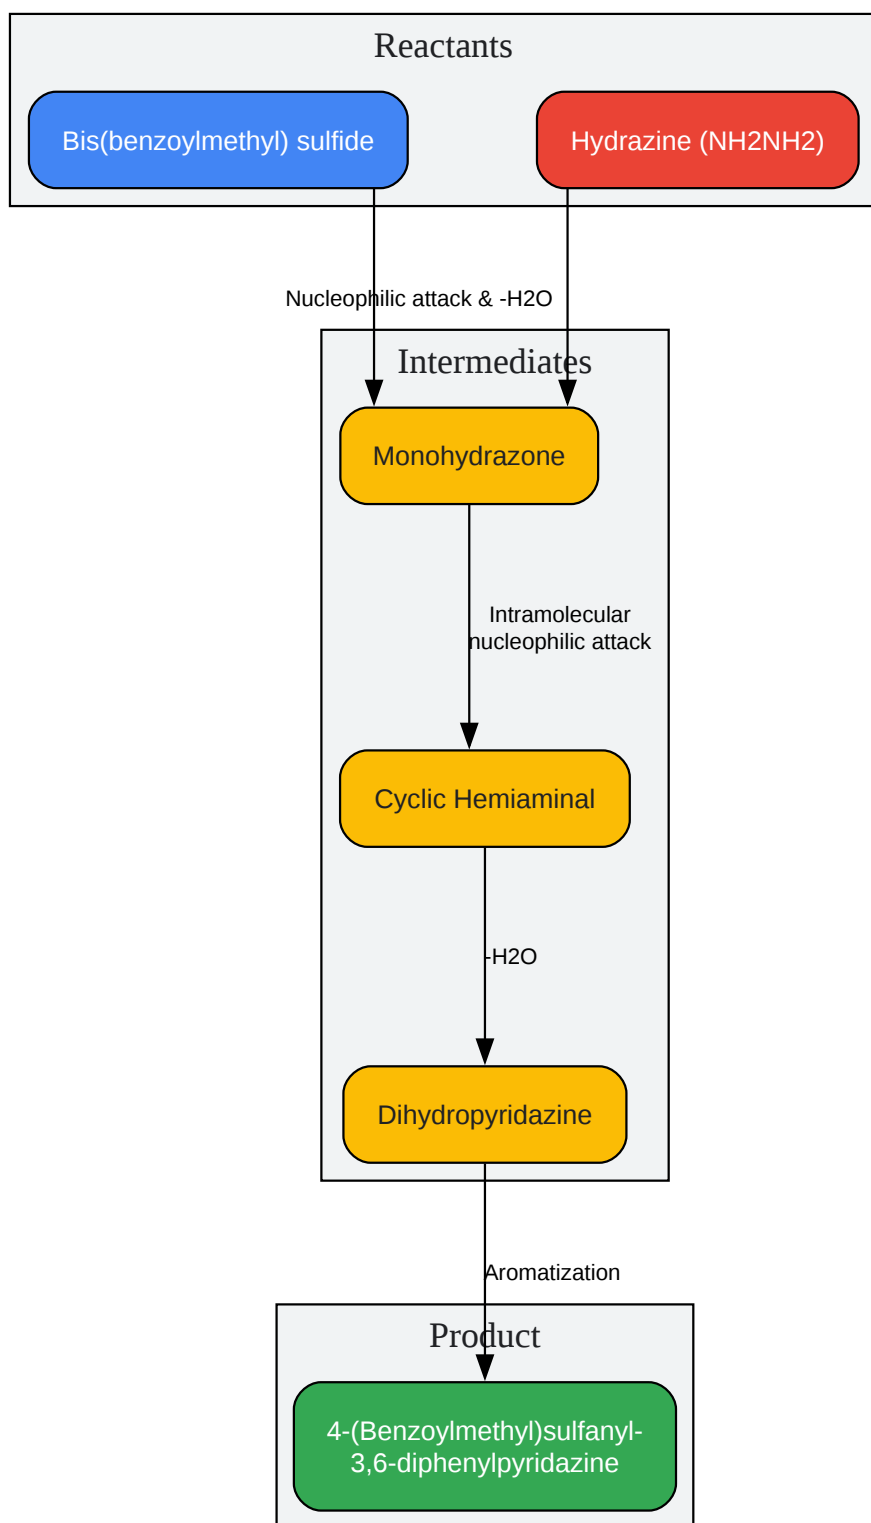 Reactants
Bis(benzoylmethyl) sulfide
Hydrazine (NH2NH2)
Nucleophilic attack & -H2O
Intermediates
Monohydrazone
Intramolecular
nucleophilic attack
Cyclic Hemiaminal
-H2O
Dihydropyridazine
Aromatization
Product
4-(Benzoylmethyl)sulfanyl-
3,6-diphenylpyridazine